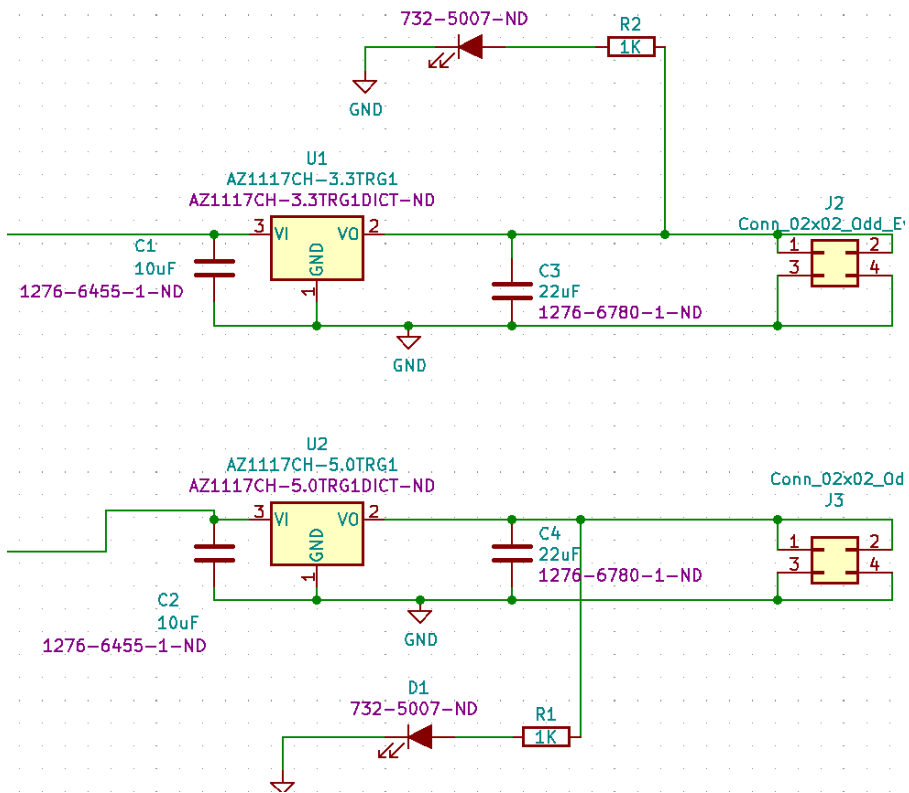 732-5007-ND
R2
1K
GND
U1
AZ1117CH-3.3TRG1
AZ1117CH-3.3TRG1DICT-ND
J2
Conn_02x02_Odd_Ev
3 VI VO 2
GND
1
C1
10uF
1276-6455-1-ND
C3
22uF
1276-6780-1-ND
1 2
3 4
GND
U2
AZ1117CH-5.0TRG1
AZ1117CH-5.0TRG1DICT-ND
Conn_02x02_Od
J3
3 VI VO 2
GND
1
C4
22uF
1276-6780-1-ND
1 2
3 4
C2
10uF
1276-6455-1-ND
GND
D1
732-5007-ND
R1
1K